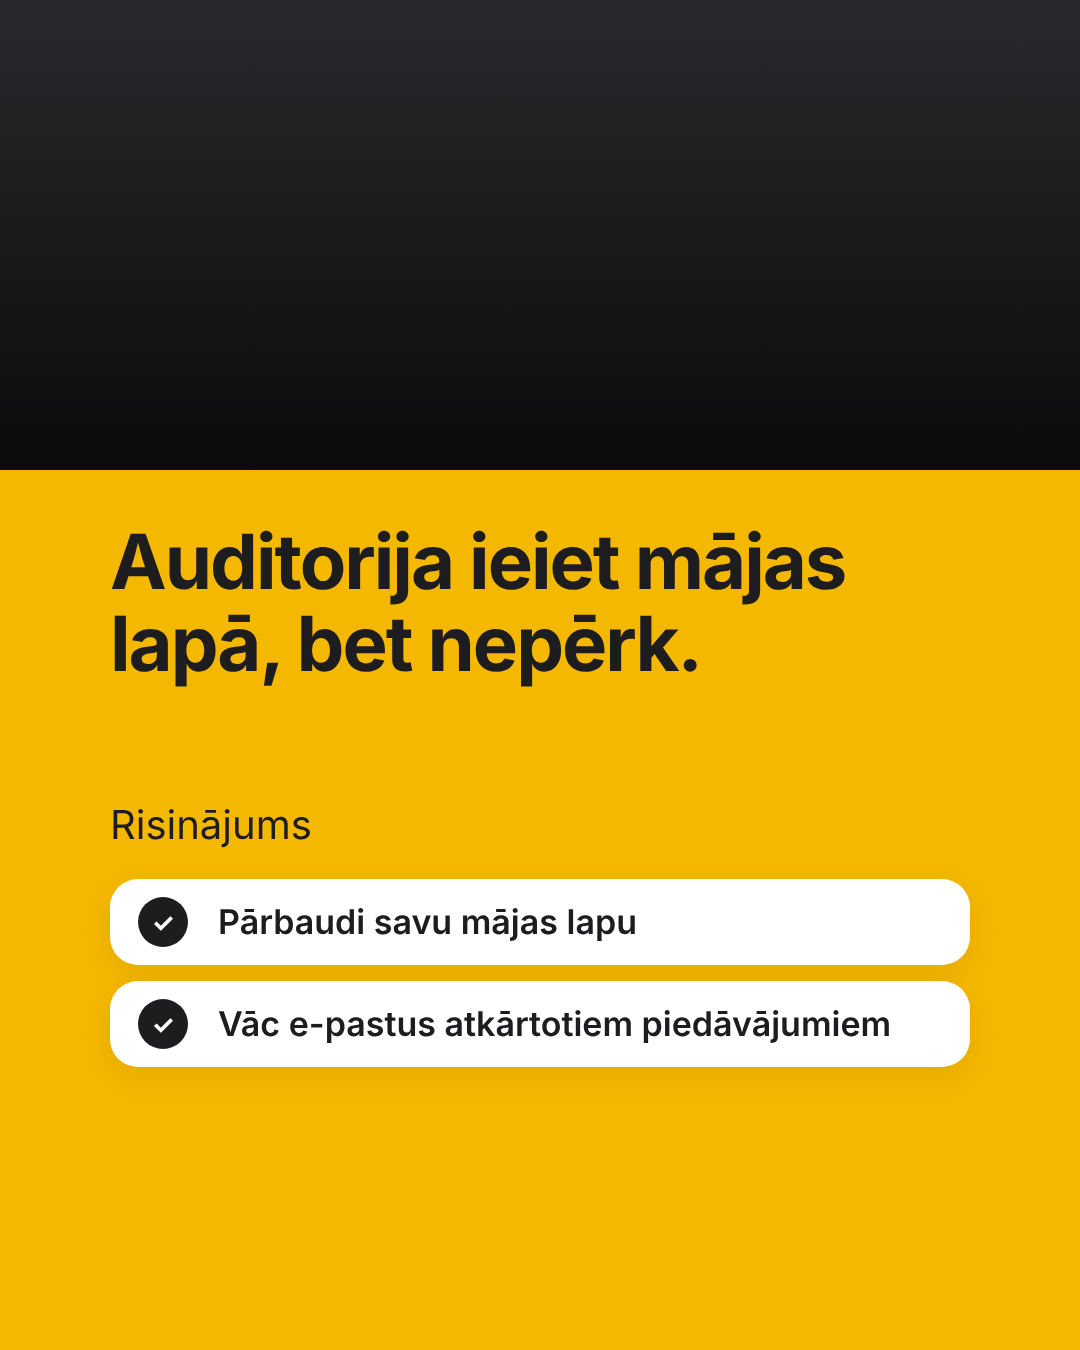 Auditorija ieiet mājas
lapā, bet nepērk.
Risinājums
Pārbaudi savu mājas lapu
Vāc e-pastus atkārtotiem piedāvājumiem